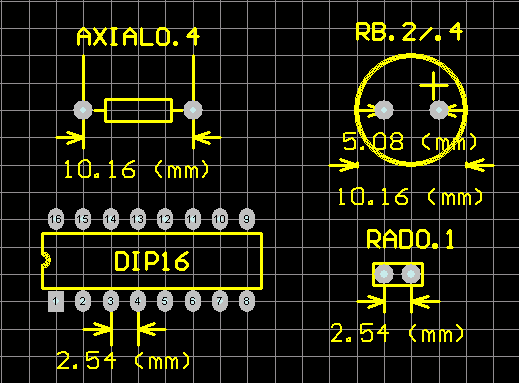 AXIAL0.4
RB.2/.4
5.08 (mm)
10.16 (mm)
10.16 (mm)
16 15 14 13 12 11 10 9
DIP16
1 2 3 4 5 6 7 8
2.54 (mm)
RAD0.1
2.54 (mm)